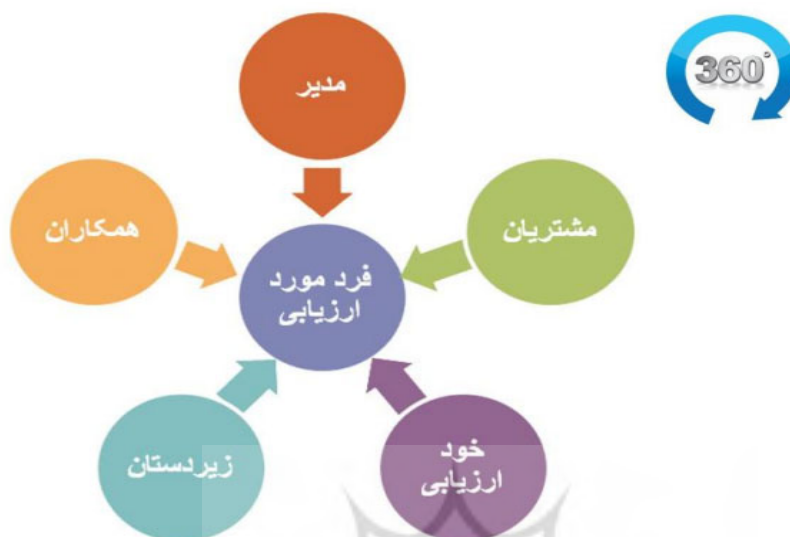 360°
مدیر
مشتریان
همکاران
فرد مورد
ارزیابی
خود
ارزیابی
زیردستان